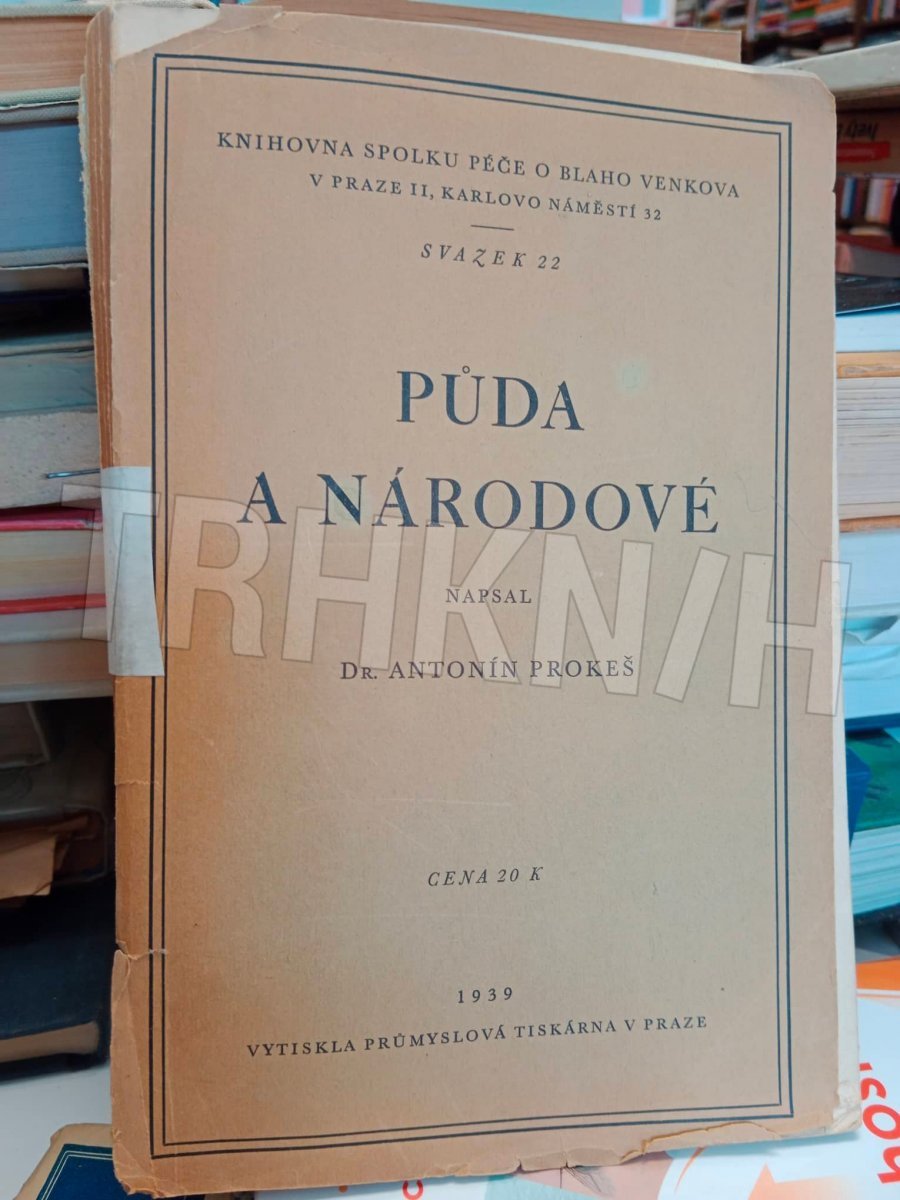 KNIHOVNA SPOLKU PÉČE O BLAHO VENKOVA
V PRAZE II, KARLOVO NÁMĚSTÍ 32
SVAZEK 22
PŮDA
A NÁRODOVÉ
NAPSAL
DR. ANTONÍN PROKEŠ
CENA 20 K
1939
VYTISKLA PRŮMYSLOVÁ TISKÁRNA V PRAZE
TRHKNIH